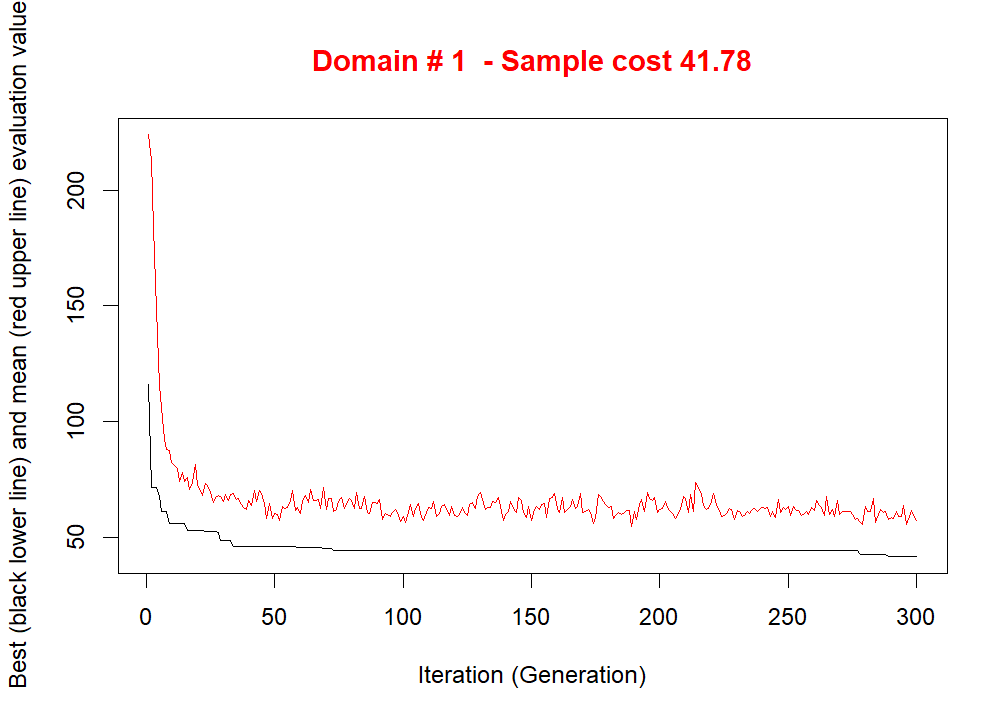 Domain # 1  - Sample cost 41.78
Best (black lower line) and mean (red upper line) evaluation value
200
150
100
50
0 50 100 150 200 250 300
Iteration (Generation)